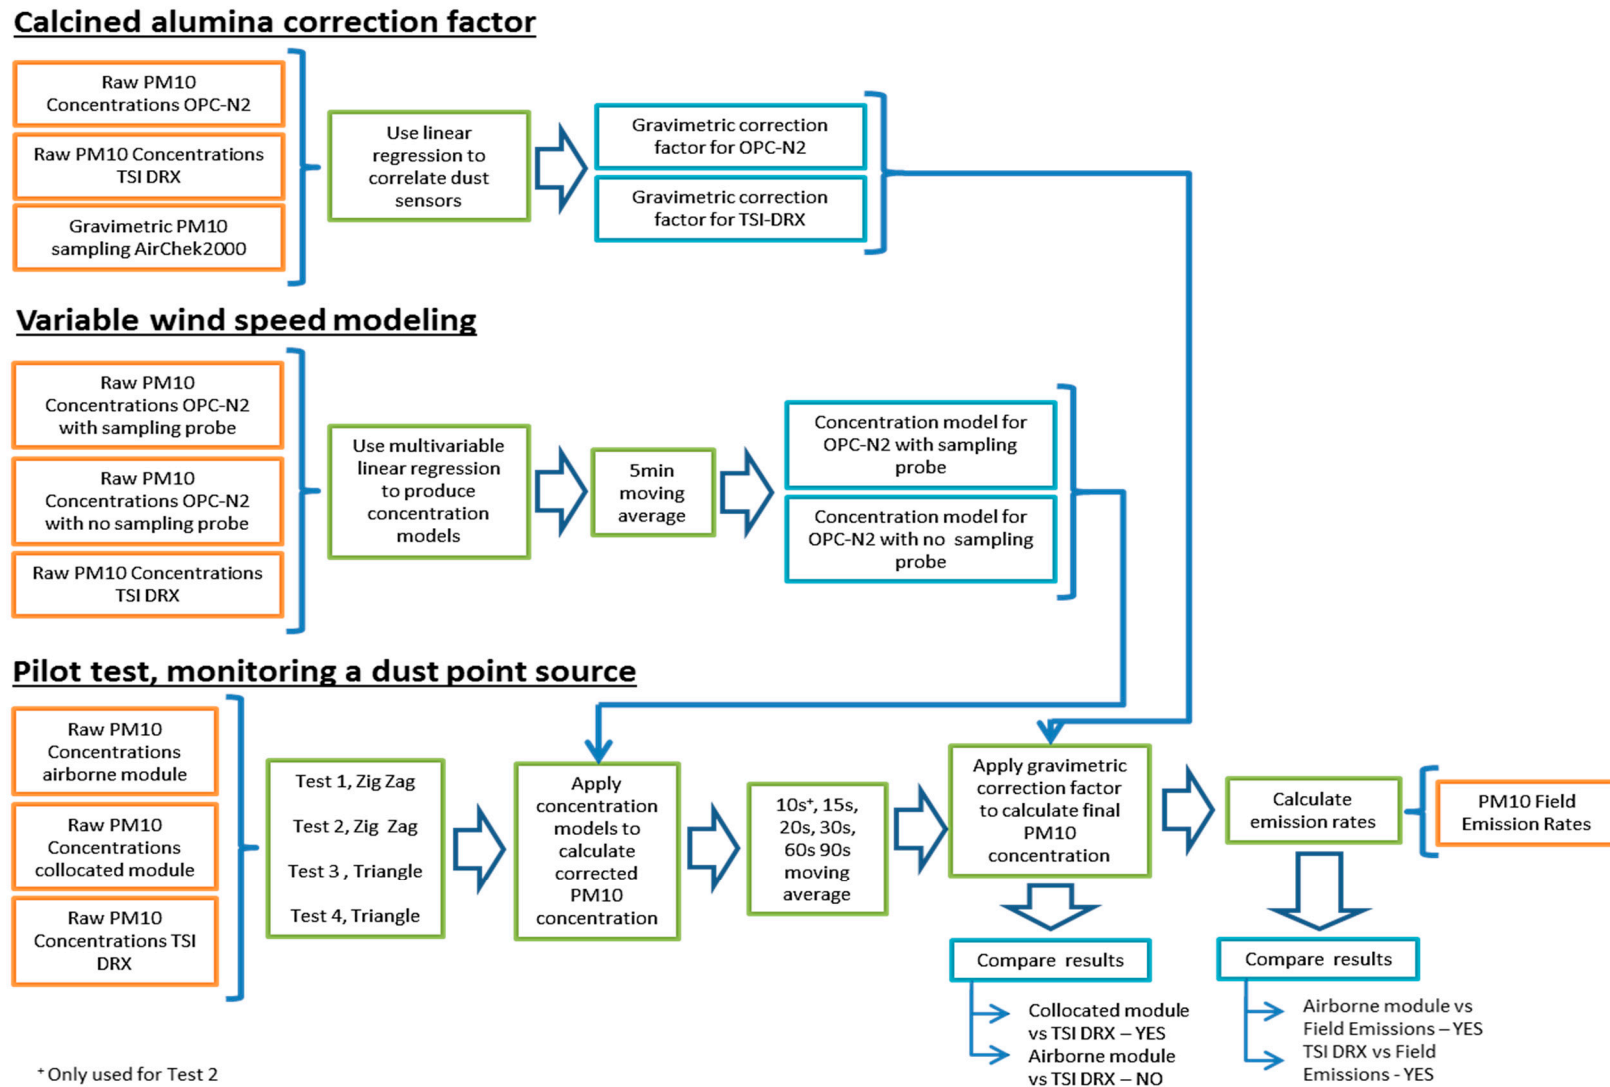 Calcined alumina correction factor
Raw PM10
Concentrations OPC-N2
Raw PM10 Concentrations
TSI DRX
Gravimetric PM10
sampling AirChek2000
Use linear
regression to
correlate dust
sensors
Gravimetric correction
factor for OPC-N2
Gravimetric correction
factor for TSI-DRX
Variable wind speed modeling
Raw PM10
Concentrations OPC-N2
with sampling probe
Raw PM10
Concentrations OPC-N2
with no sampling probe
Raw PM10 Concentrations
TSI DRX
Use multivariable
linear regression
to produce
concentration
models
5min
moving
average
Concentration model for
OPC-N2 with sampling
probe
Concentration model for
OPC-N2 with no sampling
probe
Pilot test, monitoring a dust point source
Raw PM10
Concentrations
airborne module
Raw PM10
Concentrations
collocated module
Raw PM10
Concentrations TSI
DRX
Test 1, Zig Zag
Test 2, Zig Zag
Test 3 , Triangle
Test 4, Triangle
Apply
concentration
models to
calculate
corrected
PM10
concentration
10s⁺, 15s,
20s, 30s,
60s 90s
moving
average
Apply gravimetric
correction factor
to calculate final
PM10
concentration
Calculate
emission rates
PM10 Field
Emission Rates
Compare results
Collocated module
vs TSI DRX – YES
Airborne module
vs TSI DRX – NO
Compare results
Airborne module vs
Field Emissions – YES
TSI DRX vs Field
Emissions - YES
⁺ Only used for Test 2